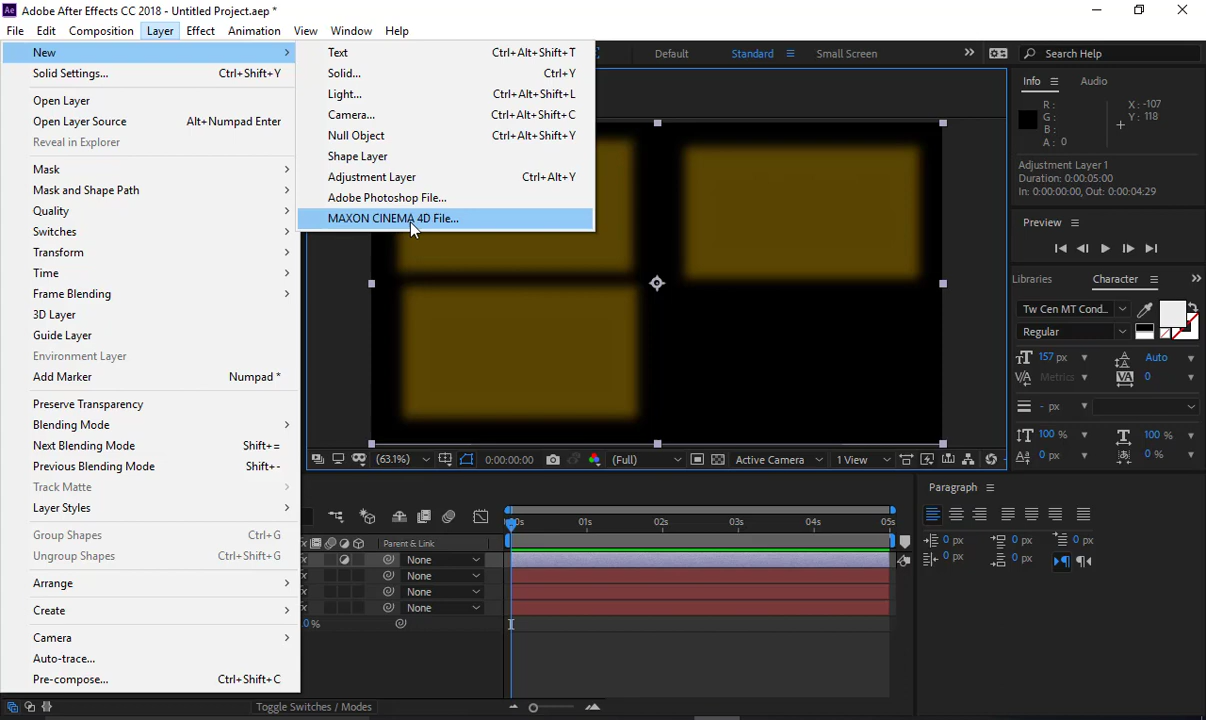 Adobe After Effects CC 2018 - Untitled Project.aep *
File Edit Composition Layer Effect Animation View Window Help
New
Solid Settings... Ctrl+Shift+Y
Open Layer
Open Layer Source Alt+Numpad Enter
Reveal in Explorer
Mask
Mask and Shape Path
Quality
Switches
Transform
Time
Frame Blending
3D Layer
Guide Layer
Environment Layer
Add Marker Numpad *
Preserve Transparency
Blending Mode
Next Blending Mode Shift+=
Previous Blending Mode Shift+-
Track Matte
Layer Styles
Group Shapes Ctrl+G
Ungroup Shapes Ctrl+Shift+G
Arrange
Create
Camera
Auto-trace...
Pre-compose... Ctrl+Shift+C
Text Ctrl+Alt+Shift+T
Solid... Ctrl+Y
Light... Ctrl+Alt+Shift+L
Camera... Ctrl+Alt+Shift+C
Null Object Ctrl+Alt+Shift+Y
Shape Layer
Adjustment Layer Ctrl+Alt+Y
Adobe Photoshop File...
MAXON CINEMA 4D File...
Default Standard Small Screen Search Help
Info Audio
R : X : -107
G : Y : 118
B :
A : 0
Adjustment Layer 1
Duration: 0:00:05:00
In: 0:00:00:00, Out: 0:00:04:29
Preview
Libraries Character
Tw Cen MT Cond...
Regular
157 px Auto
Metrics 0
- px
100 % 100 %
0 px 0 %
(63.1%) 0:00:00:00 (Full) Active Camera 1 View
Paragraph
0 px 0 px 0 px
0 px 0 px
01s 02s 03s 04s 05s
Parent & Link
None
None
None
None
Toggle Switches / Modes